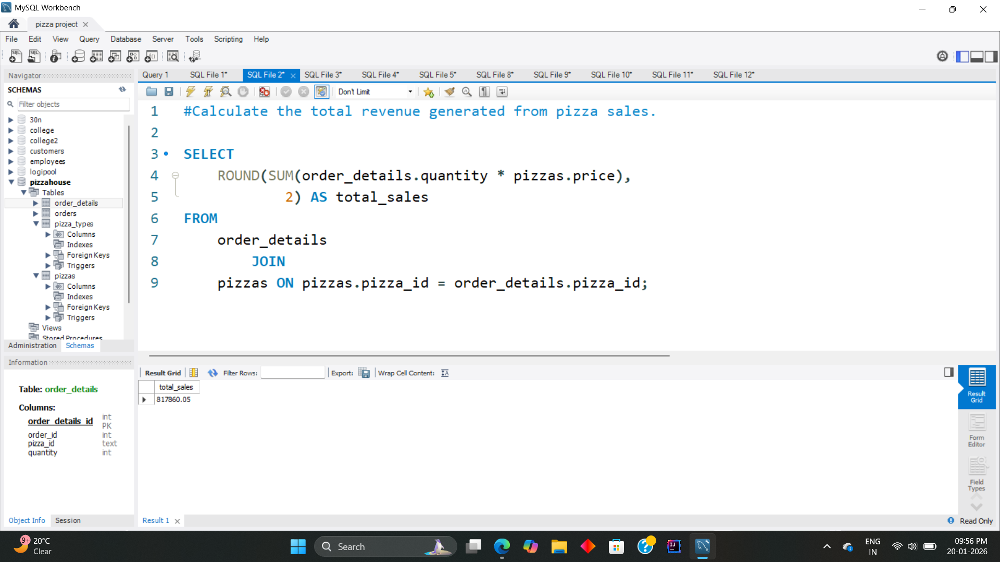 MySQL Workbench
pizza project
File Edit View Query Database Server Tools Scripting Help
Navigator
SCHEMAS
Filter objects
30n
college
college2
customers
employees
logipool
pizzahouse
Tables
order_details
orders
pizza_types
Columns
Indexes
Foreign Keys
Triggers
pizzas
Columns
Indexes
Foreign Keys
Triggers
Views
Stored Procedures
Administration Schemas
Information
Table: order_details
Columns:
order_details_id int PK
order_id int
pizza_id text
quantity int
Object Info Session
Query 1 SQL File 1* SQL File 2* SQL File 3* SQL File 4* SQL File 5* SQL File 8* SQL File 9* SQL File 10* SQL File 11* SQL File 12*
Don't Limit
1 #Calculate the total revenue generated from pizza sales.
2
3 SELECT
4 ROUND(SUM(order_details.quantity * pizzas.price),
5 2) AS total_sales
6 FROM
7 order_details
8 JOIN
9 pizzas ON pizzas.pizza_id = order_details.pizza_id;
Result Grid Filter Rows: Export: Wrap Cell Content:
total_sales
817860.05
Result Grid
Form Editor
Field Types
Result 1
Read Only
9+
20°C
Clear
Search
IJ
ENG
IN
09:56 PM
20-01-2026